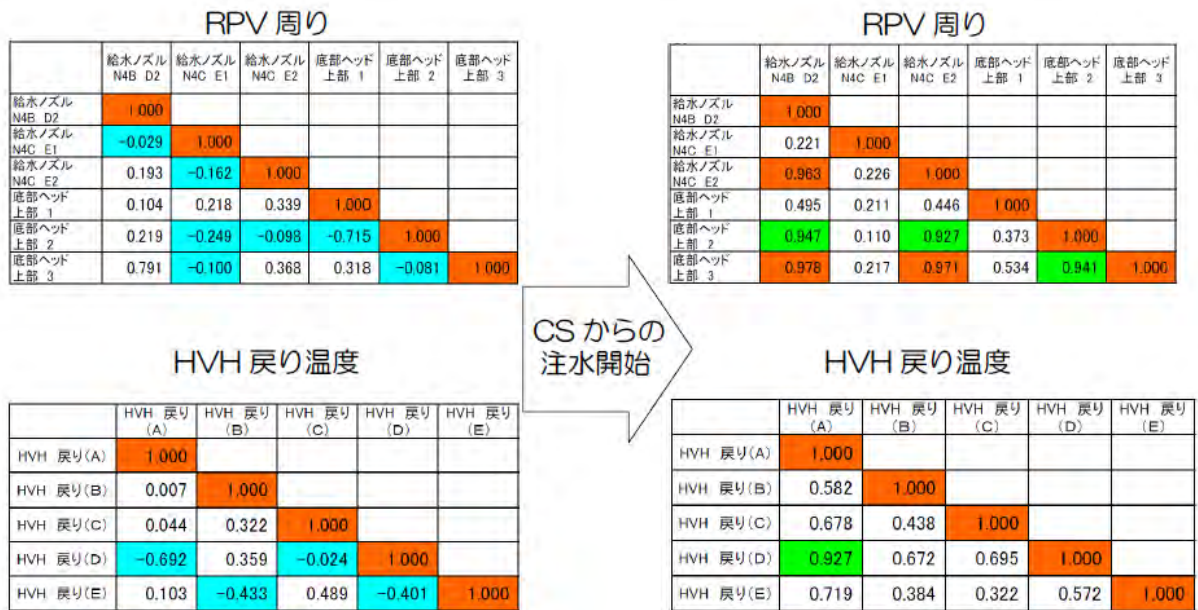 RPV 周り
給水ノズル N4B D2 給水ノズル N4C E1 給水ノズル N4C E2 底部ヘッド上部 1 底部ヘッド上部 2 底部ヘッド上部 3
給水ノズル N4B D2 1.000
給水ノズル N4C E1 -0.029 1.000
給水ノズル N4C E2 0.193 -0.162 1.000
底部ヘッド上部 1 0.104 0.218 0.339 1.000
底部ヘッド上部 2 0.219 -0.249 -0.098 -0.715 1.000
底部ヘッド上部 3 0.791 -0.100 0.368 0.318 -0.081 1.000
HVH 戻り温度
HVH 戻り(A) HVH 戻り(B) HVH 戻り(C) HVH 戻り(D) HVH 戻り(E)
HVH 戻り(A) 1.000
HVH 戻り(B) 0.007 1.000
HVH 戻り(C) 0.044 0.322 1.000
HVH 戻り(D) -0.692 0.359 -0.024 1.000
HVH 戻り(E) 0.103 -0.433 0.489 -0.401 1.000
CS からの
注水開始
RPV 周り
給水ノズル N4B D2 給水ノズル N4C E1 給水ノズル N4C E2 底部ヘッド上部 1 底部ヘッド上部 2 底部ヘッド上部 3
給水ノズル N4B D2 1.000
給水ノズル N4C E1 0.221 1.000
給水ノズル N4C E2 0.963 0.226 1.000
底部ヘッド上部 1 0.495 0.211 0.446 1.000
底部ヘッド上部 2 0.947 0.110 0.927 0.373 1.000
底部ヘッド上部 3 0.978 0.217 0.971 0.534 0.941 1.000
HVH 戻り温度
HVH 戻り(A) HVH 戻り(B) HVH 戻り(C) HVH 戻り(D) HVH 戻り(E)
HVH 戻り(A) 1.000
HVH 戻り(B) 0.582 1.000
HVH 戻り(C) 0.678 0.438 1.000
HVH 戻り(D) 0.927 0.672 0.695 1.000
HVH 戻り(E) 0.719 0.384 0.322 0.572 1.000